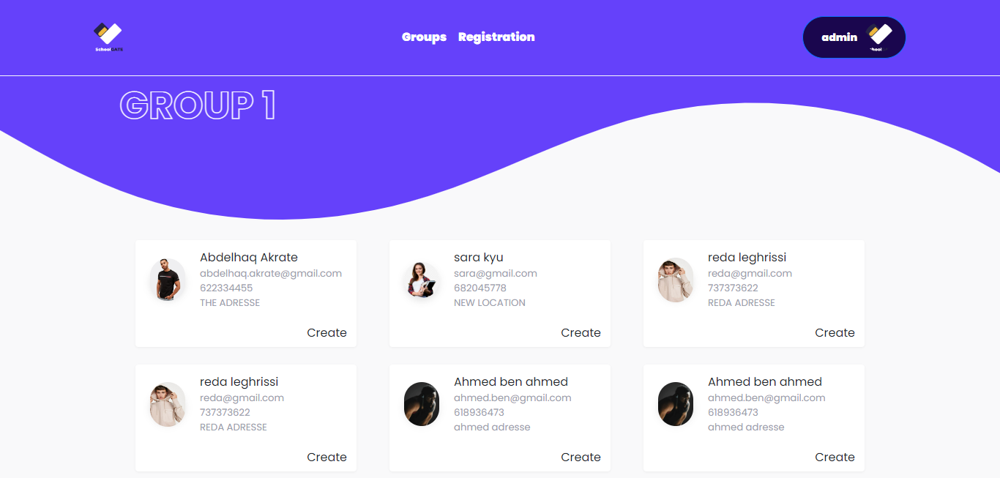 Groups Registration
admin
SchoolGATE
hool
GROUP 1
Abdelhaq Akrate
abdelhaq.akrate@gmail.com
622334455
THE ADRESSE
Create
sara kyu
sara@gmail.com
682045778
NEW LOCATION
Create
reda leghrissi
reda@gmail.com
737373622
REDA ADRESSE
Create
reda leghrissi
reda@gmail.com
737373622
REDA ADRESSE
Create
Ahmed ben ahmed
ahmed.ben@gmail.com
618936473
ahmed adresse
Create
Ahmed ben ahmed
ahmed.ben@gmail.com
618936473
ahmed adresse
Create